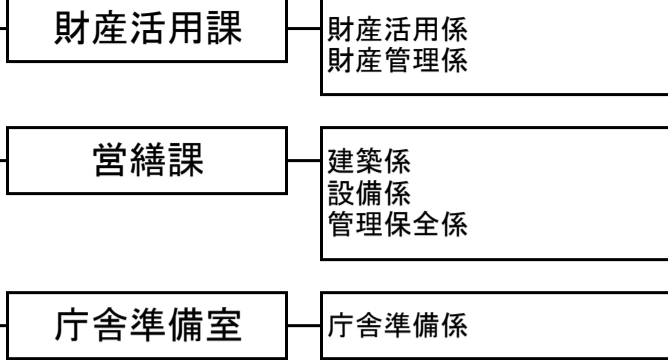 財産活用課
財産活用係
財産管理係
営繕課
建築係
設備係
管理保全係
庁舎準備室
庁舎準備係